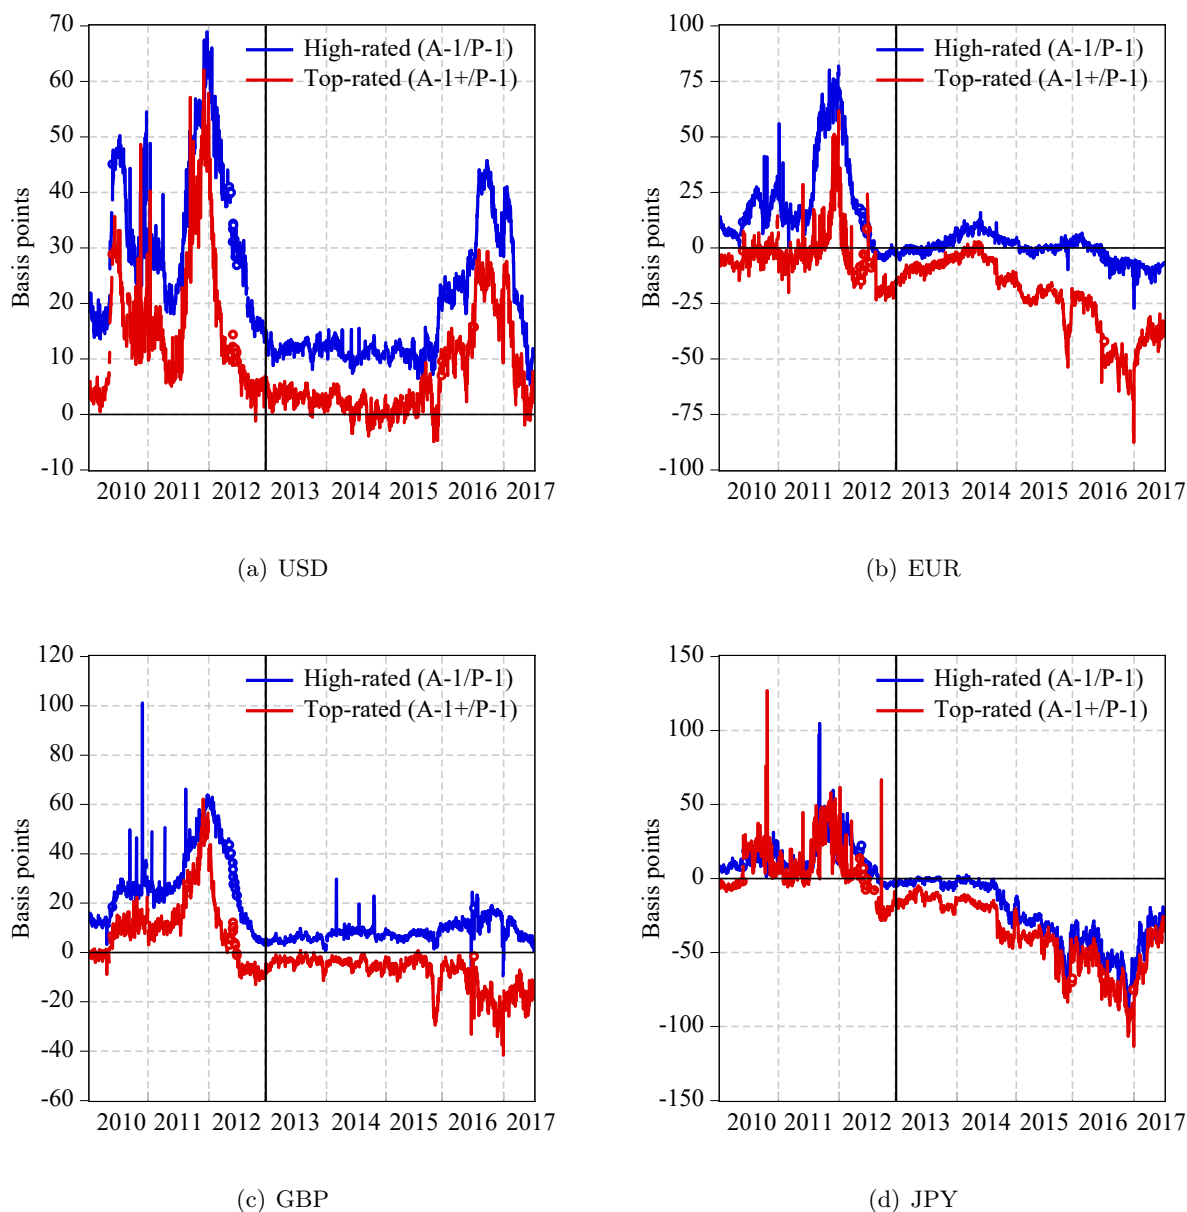 70
60
50
40
30
20
10
0
-10
Basis points
High-rated (A-1/P-1)
Top-rated (A-1+/P-1)
2010 2011 2012 2013 2014 2015 2016 2017
(a) USD
100
75
50
25
0
-25
-50
-75
-100
Basis points
High-rated (A-1/P-1)
Top-rated (A-1+/P-1)
2010 2011 2012 2013 2014 2015 2016 2017
(b) EUR
120
100
80
60
40
20
0
-20
-40
-60
Basis points
High-rated (A-1/P-1)
Top-rated (A-1+/P-1)
2010 2011 2012 2013 2014 2015 2016 2017
(c) GBP
150
100
50
0
-50
-100
-150
Basis points
High-rated (A-1/P-1)
Top-rated (A-1+/P-1)
2010 2011 2012 2013 2014 2015 2016 2017
(d) JPY